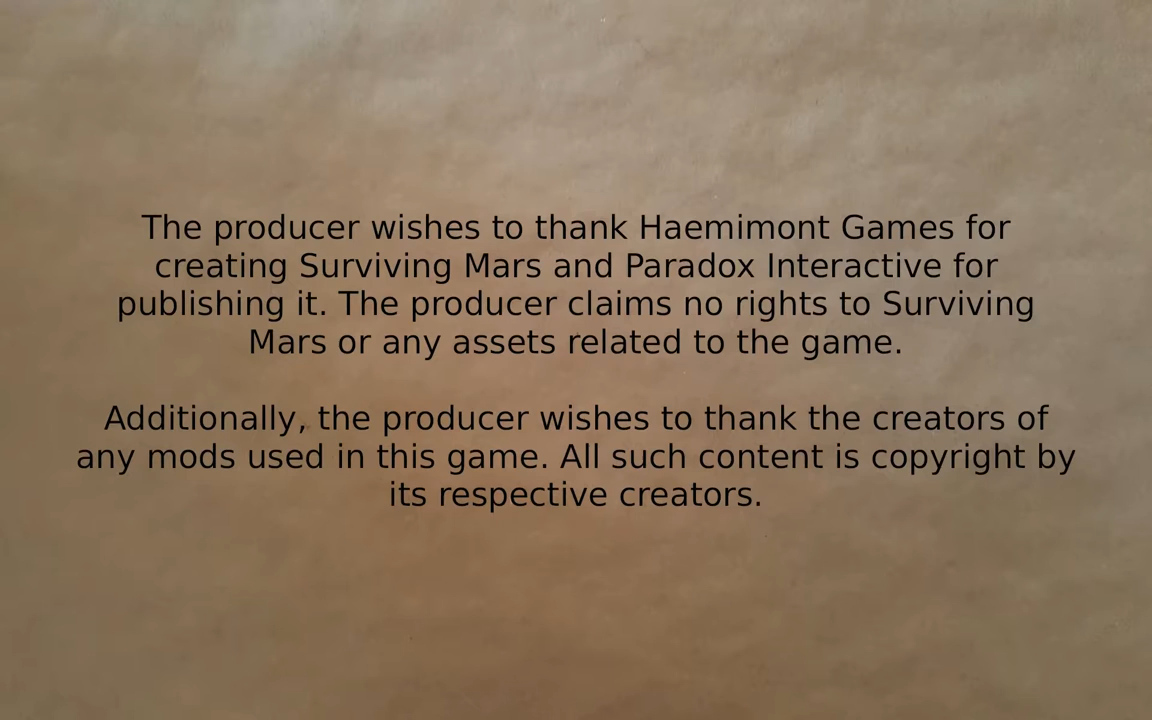 The producer wishes to thank Haemimont Games for
creating Surviving Mars and Paradox Interactive for
publishing it. The producer claims no rights to Surviving
Mars or any assets related to the game.
Additionally, the producer wishes to thank the creators of
any mods used in this game. All such content is copyright by
its respective creators.